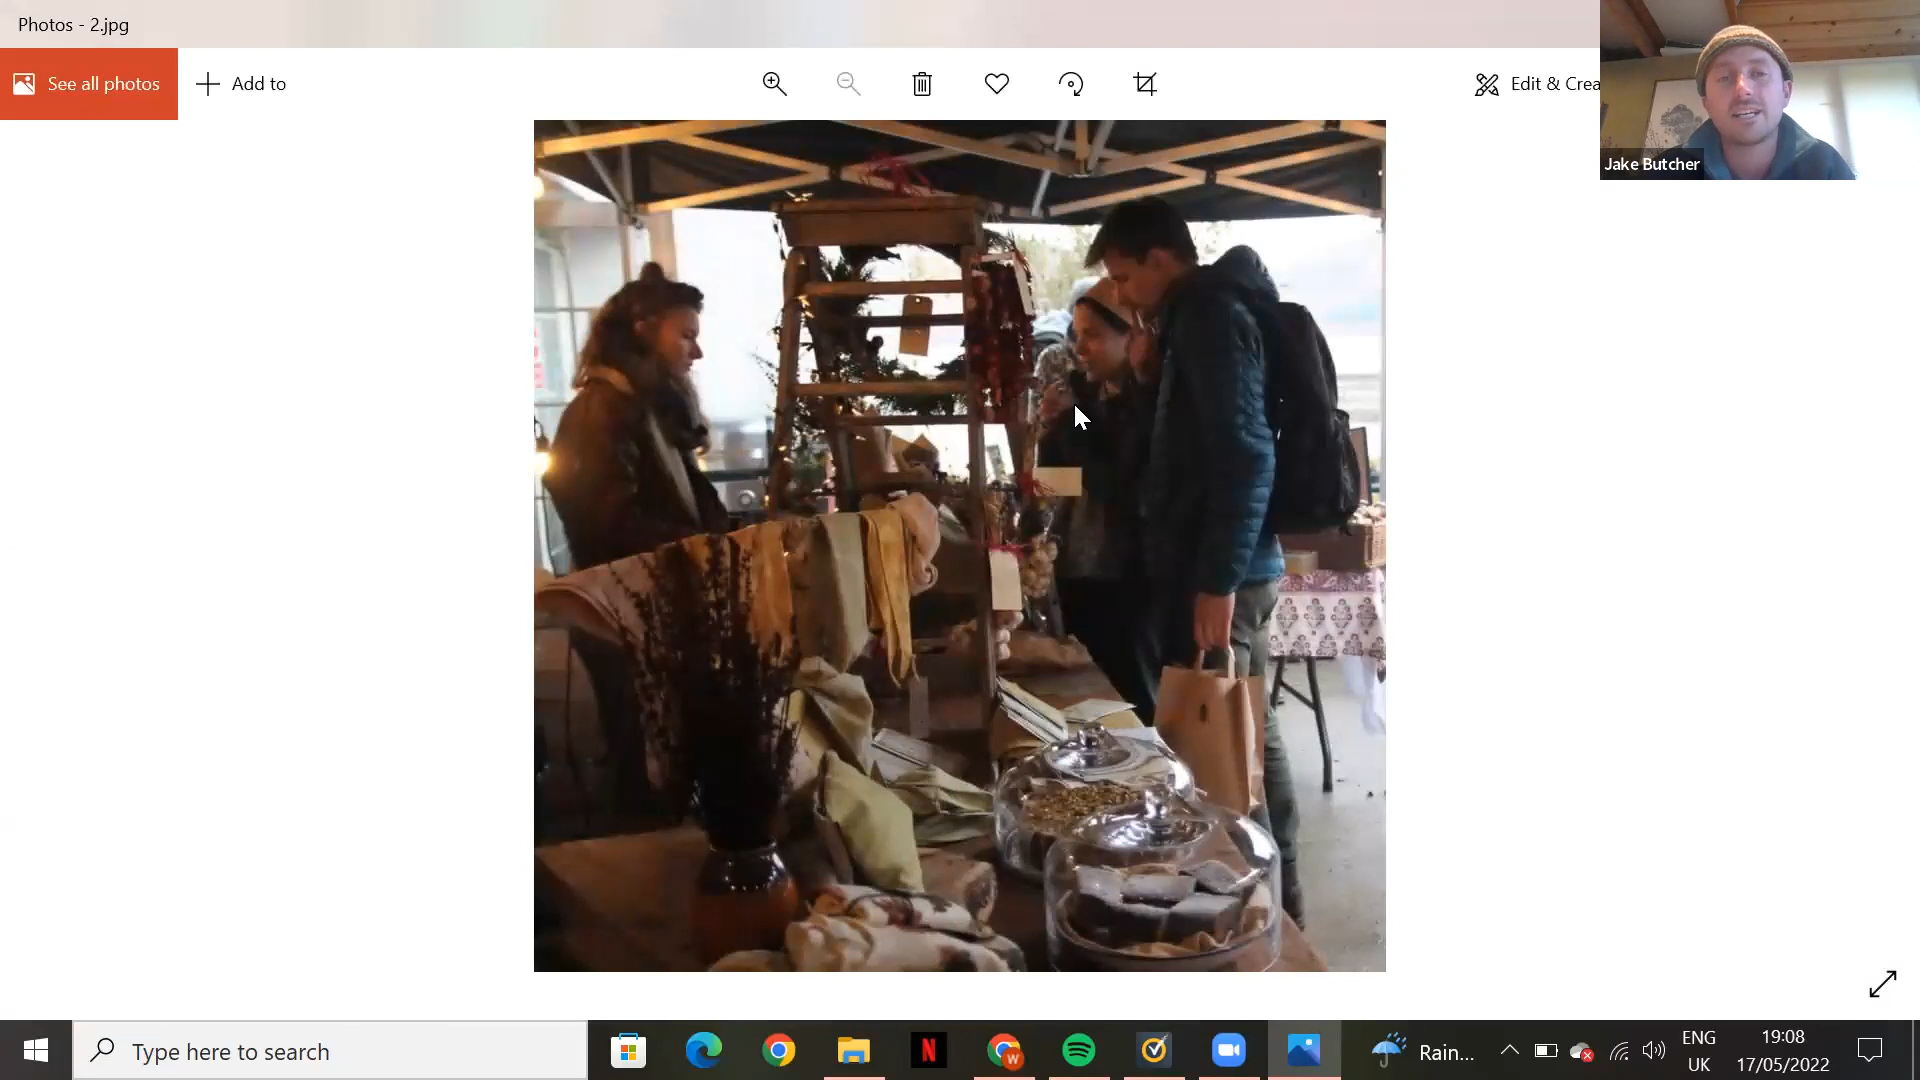 Photos - 2.jpg
See all photos
Add to
Edit & Crea
Jake Butcher
Type here to search
N
W
Rain...
ENG
UK
19:08
17/05/2022